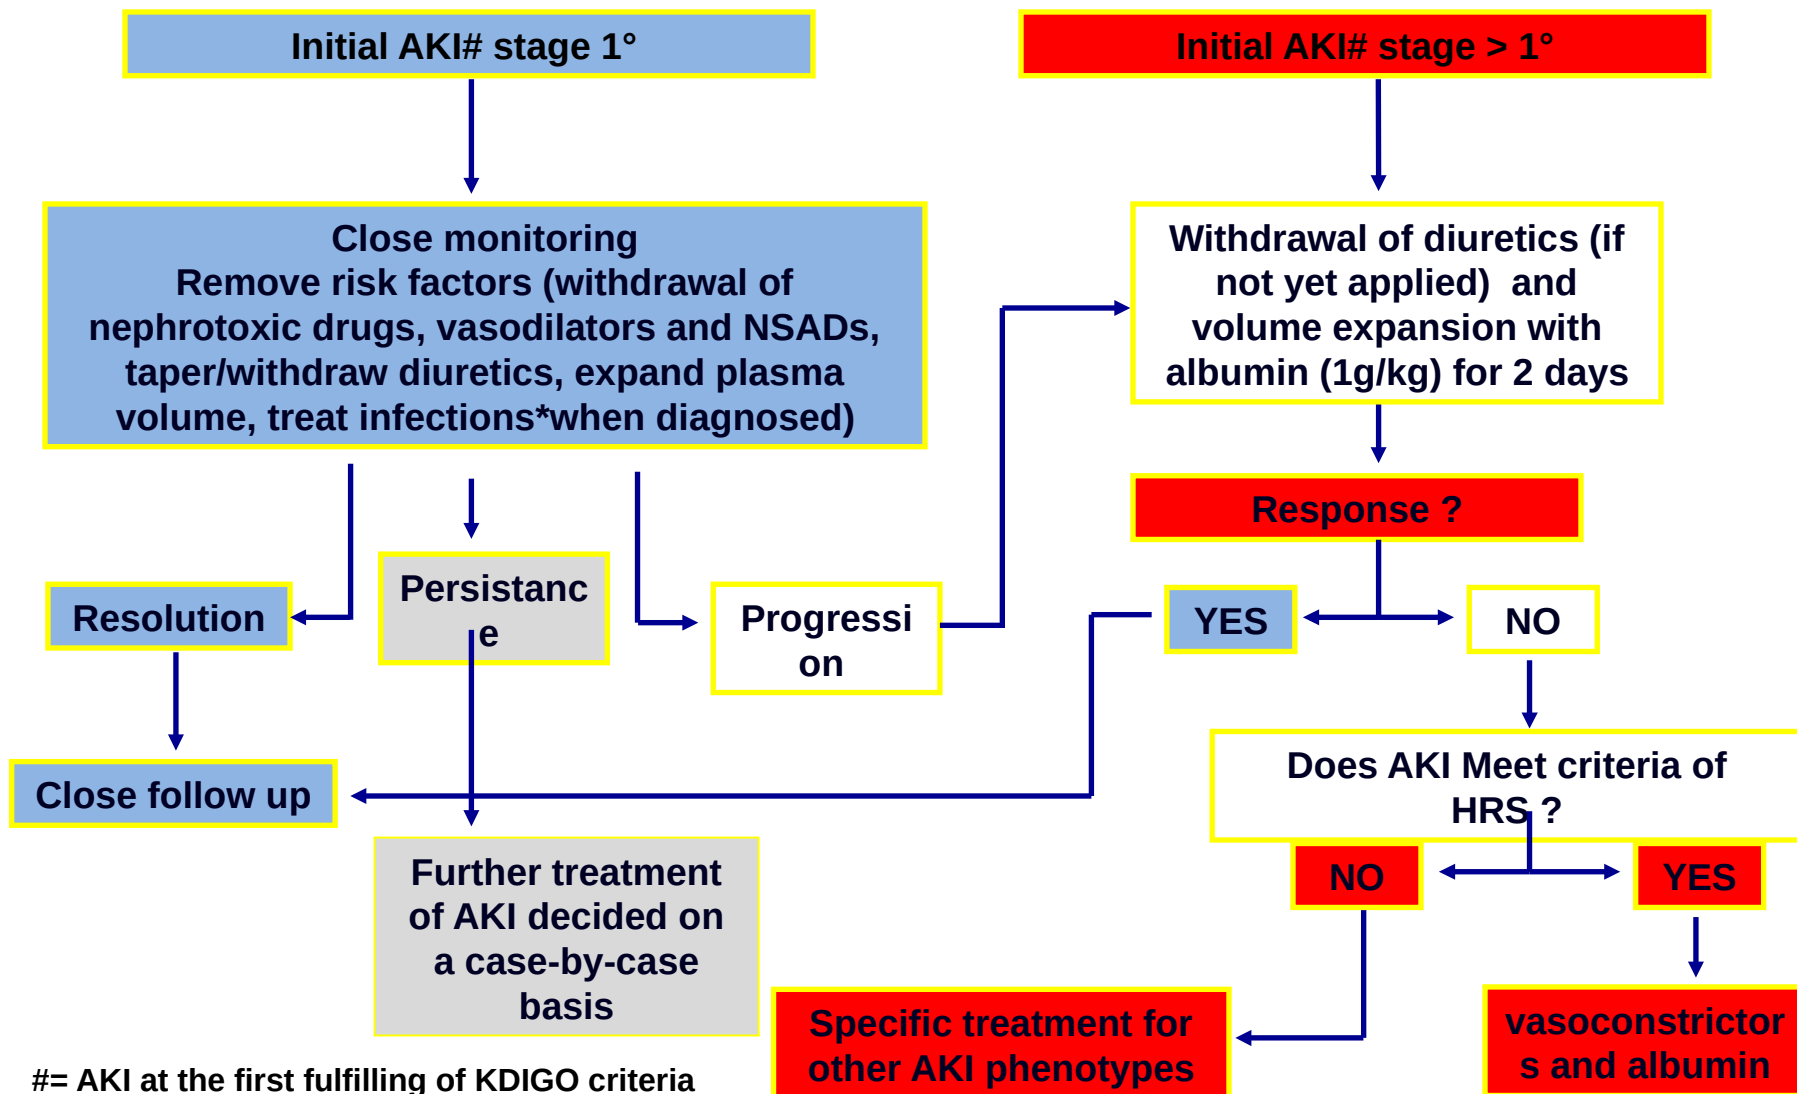 Initial AKI# stage 1°
Initial AKI# stage > 1°
Close monitoring
Remove risk factors (withdrawal of
nephrotoxic drugs, vasodilators and NSADs,
taper/withdraw diuretics, expand plasma
volume, treat infections*when diagnosed)
Withdrawal of diuretics (if
not yet applied)  and
volume expansion with
albumin (1g/kg) for 2 days
Response ?
Resolution
Persistanc
e
Progressi
on
YES
NO
Close follow up
Does AKI Meet criteria of
HRS ?
Further treatment
of AKI decided on
a case-by-case
basis
NO
YES
Specific treatment for
other AKI phenotypes
vasoconstrictor
s and albumin
#= AKI at the first fulfilling of KDIGO criteria